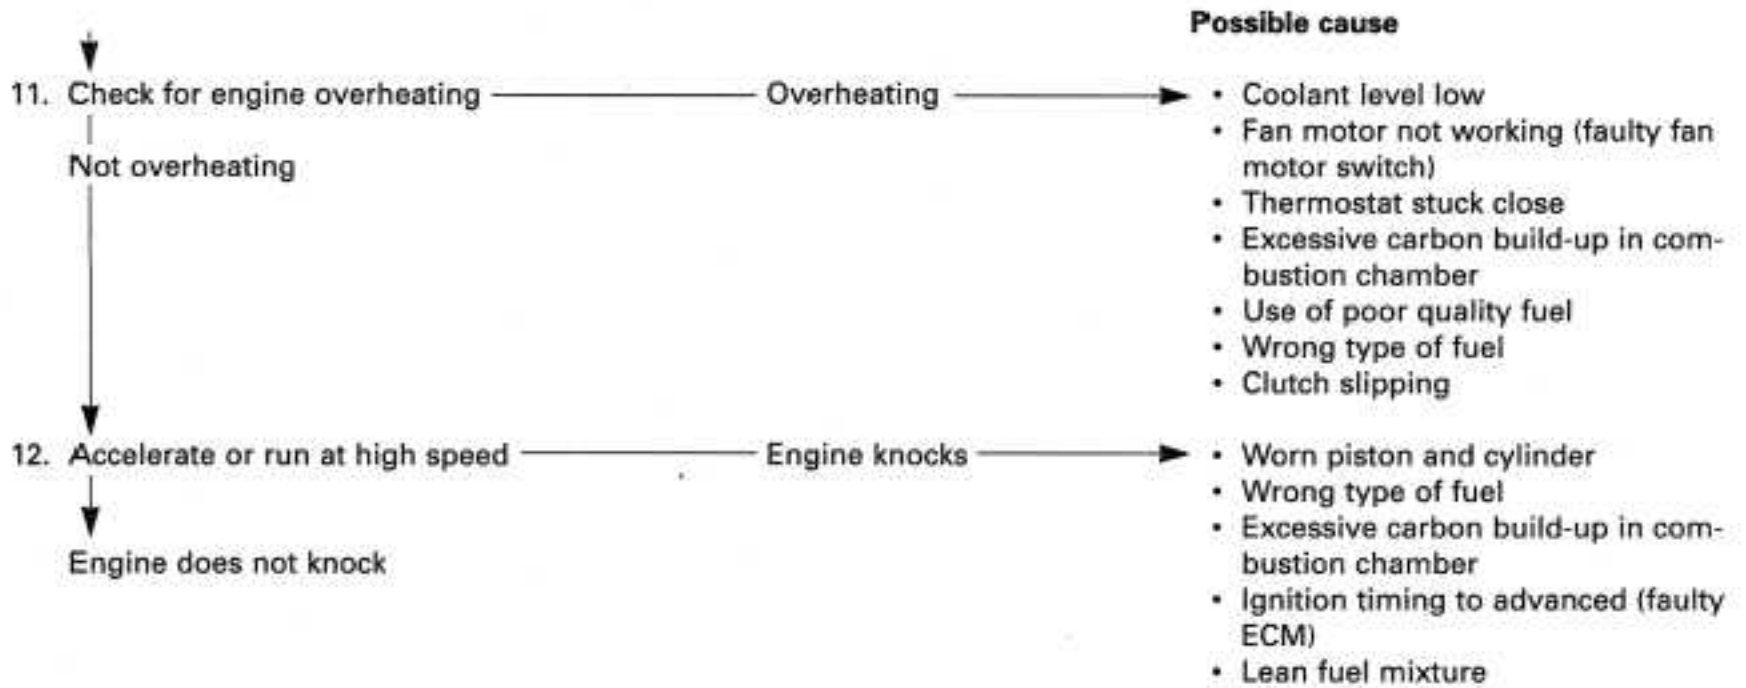 Possible cause
11. Check for engine overheating
Overheating
• Coolant level low
• Fan motor not working (faulty fan
motor switch)
• Thermostat stuck close
• Excessive carbon build-up in com-
bustion chamber
• Use of poor quality fuel
• Wrong type of fuel
• Clutch slipping
Not overheating
12. Accelerate or run at high speed
Engine knocks
• Worn piston and cylinder
• Wrong type of fuel
• Excessive carbon build-up in com-
bustion chamber
• Ignition timing to advanced (faulty
ECM)
• Lean fuel mixture
Engine does not knock